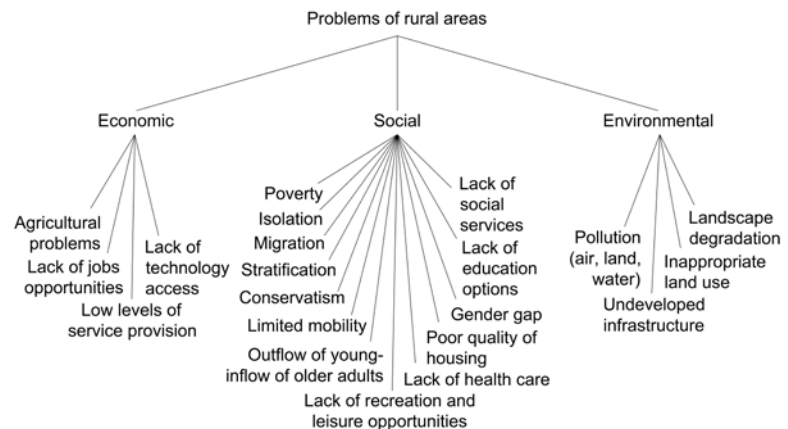 Problems of rural areas
Economic
Social
Environmental
Agricultural
problems
Lack of jobs
opportunities
Low levels of
service provision
Lack of
technology
access
Poverty
Isolation
Migration
Stratification
Conservatism
Limited mobility
Outflow of young-
inflow of older adults
Lack of recreation and
leisure opportunities
Lack of health care
Poor quality of
housing
Gender gap
Lack of
education
options
Lack of
social
services
Pollution
(air, land,
water)
Undeveloped
infrastructure
Inappropriate
land use
Landscape
degradation